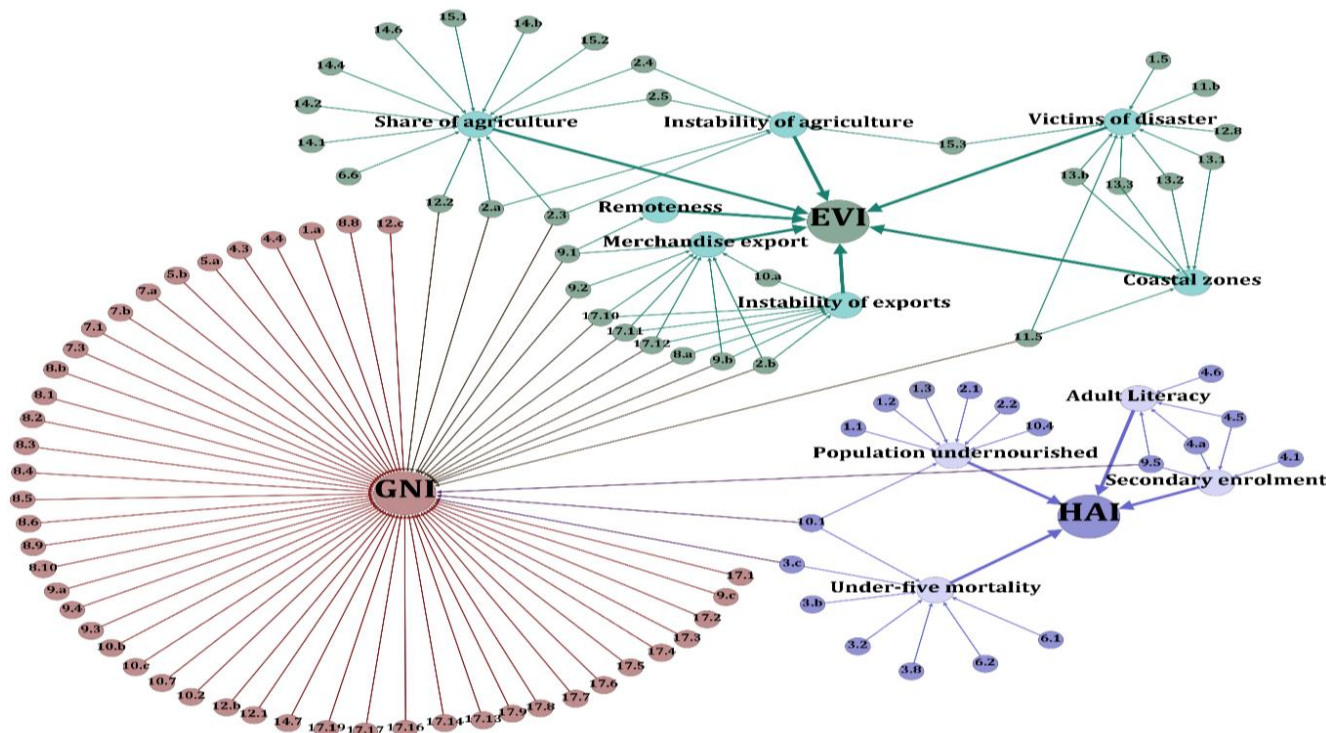 15.1
14.6
14.b
15.2
14.4
2.4
1.5
14.2
2.5
11.b
Share of agriculture
Instability of agriculture
Victims of disaster
12.8
14.1
15.3
13.1
6.6
13.b
13.3
13.2
12.2
2.a
2.3
Remoteness
EVI
12.c
8.8
1.a
4.4
4.3
5.a
5.b
7.a
7.b
7.1
7.3
8.b
8.1
8.2
8.3
8.4
8.5
8.6
8.9
8.10
9.a
9.4
9.3
10.b
10.c
10.7
10.2
12.b
12.1
14.7
17.19
17.17
17.16
17.14
17.13
17.9
17.8
17.7
17.6
17.5
17.4
17.3
17.2
9.c
17.1
GNI
9.1
Merchandise export
10.a
9.2
Instability of exports
Coastal zones
17.10
17.11
17.12
8.a
9.b
2.b
11.5
4.6
Adult Literacy
1.3
2.1
1.2
2.2
4.5
1.1
10.4
4.a
Population undernourished
9.5
4.1
Secondary enrolment
HAI
10.1
3.c
Under-five mortality
3.b
3.2
3.8
6.2
6.1